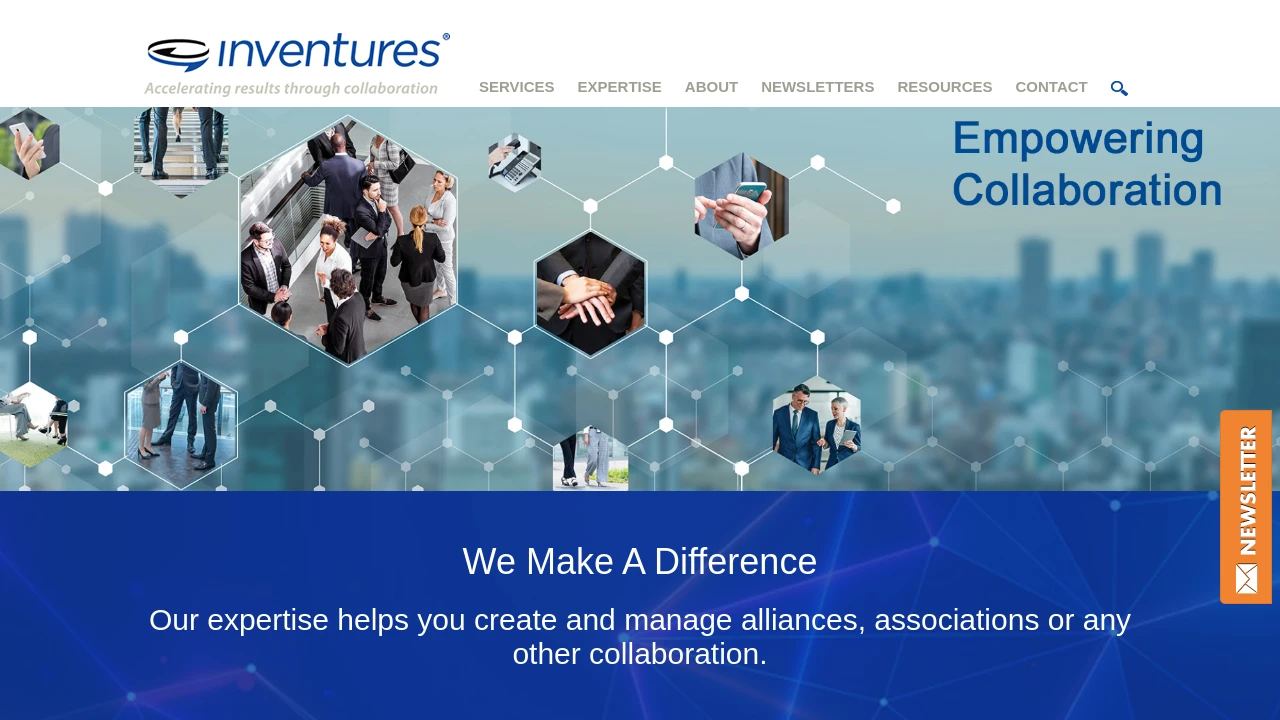 inventures®
Accelerating results through collaboration
SERVICES
EXPERTISE
ABOUT
NEWSLETTERS
RESOURCES
CONTACT
Empowering
Collaboration
NEWSLETTER
We Make A Difference
Our expertise helps you create and manage alliances, associations or any
other collaboration.